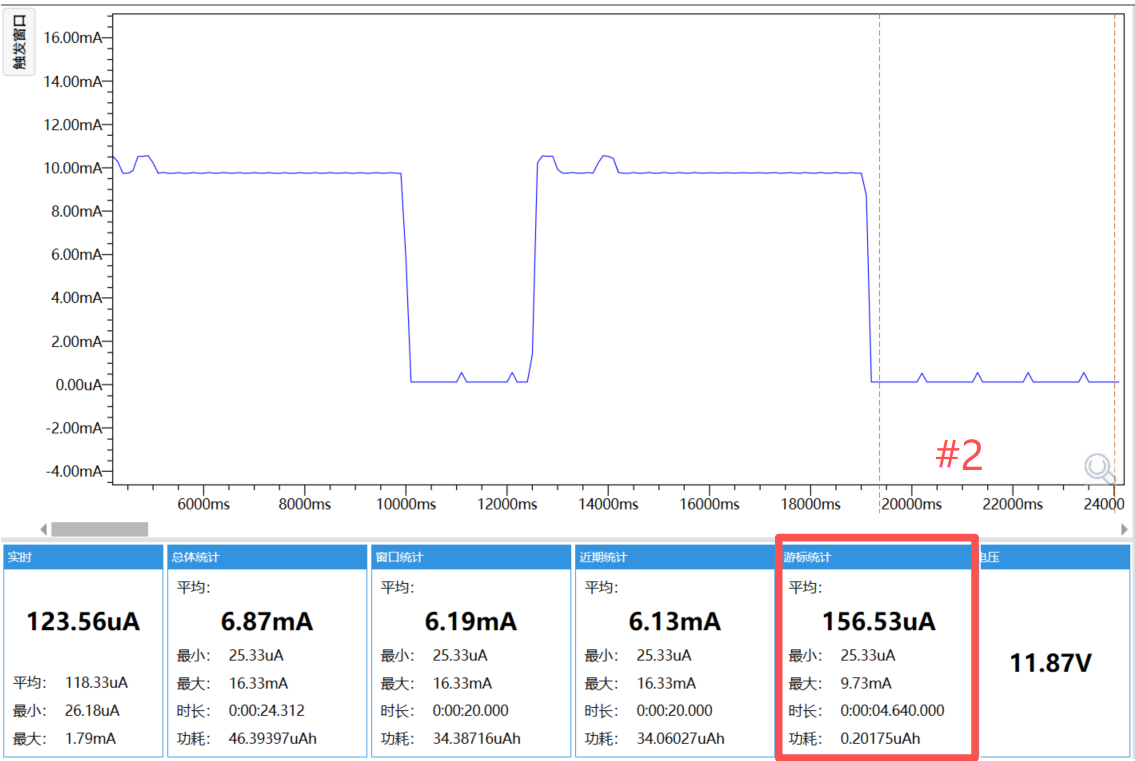 触发窗口
16.00mA
14.00mA
12.00mA
10.00mA
8.00mA
6.00mA
4.00mA
2.00mA
0.00uA
-2.00mA
-4.00mA
#2
6000ms 8000ms 10000ms 12000ms 14000ms 16000ms 18000ms 20000ms 22000ms 24000
实时
123.56uA
平均: 118.33uA
最小: 26.18uA
最大: 1.79mA
总体统计
平均:
6.87mA
最小: 25.33uA
最大: 16.33mA
时长: 0:00:24.312
功耗: 46.39397uAh
窗口统计
平均:
6.19mA
最小: 25.33uA
最大: 16.33mA
时长: 0:00:20.000
功耗: 34.38716uAh
近期统计
平均:
6.13mA
最小: 25.33uA
最大: 16.33mA
时长: 0:00:20.000
功耗: 34.06027uAh
游标统计
平均:
156.53uA
最小: 25.33uA
最大: 9.73mA
时长: 0:00:04.640.000
功耗: 0.20175uAh
电压
11.87V